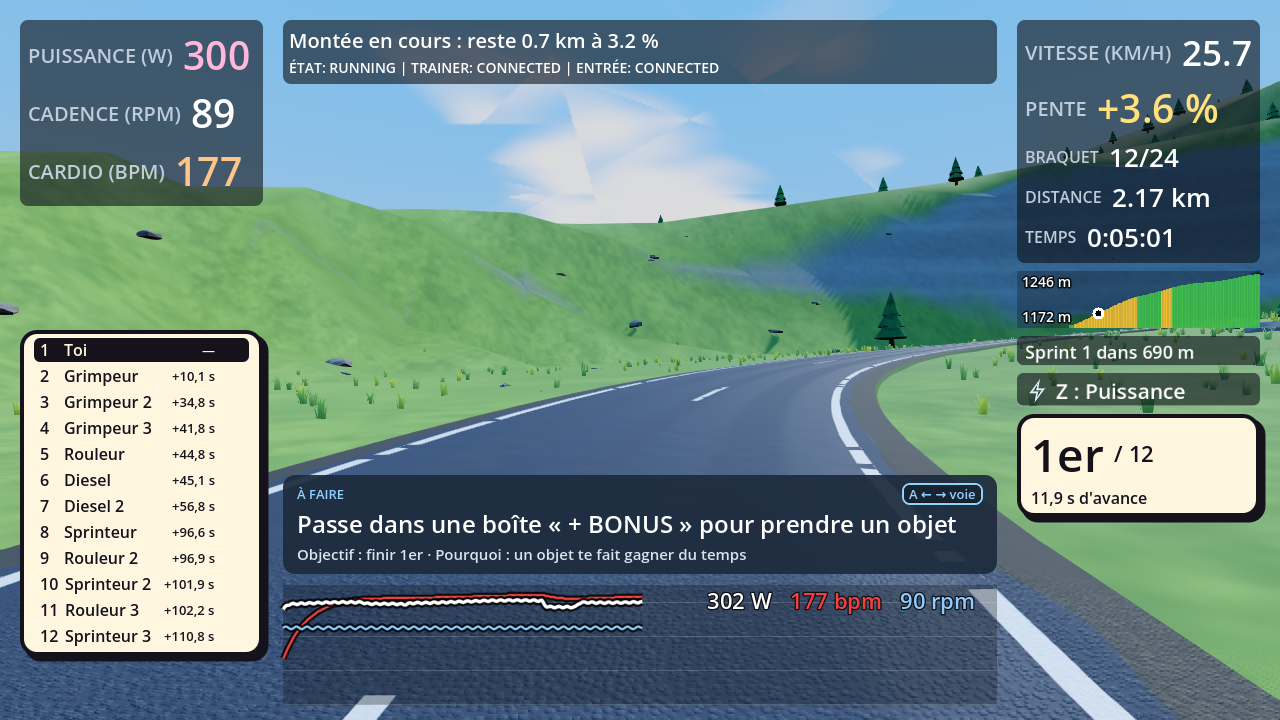 PUISSANCE (W) 300
CADENCE (RPM) 89
CARDIO (BPM) 177
Montée en cours : reste 0.7 km à 3.2 %
ÉTAT: RUNNING | TRAINER: CONNECTED | ENTRÉE: CONNECTED
VITESSE (KM/H) 25.7
PENTE +3.6 %
BRAQUET 12/24
DISTANCE 2.17 km
TEMPS 0:05:01
1246 m
1172 m
Sprint 1 dans 690 m
Z : Puissance
1er / 12
11,9 s d'avance
1 Toi —
2 Grimpeur +10,1 s
3 Grimpeur 2 +34,8 s
4 Grimpeur 3 +41,8 s
5 Rouleur +44,8 s
6 Diesel +45,1 s
7 Diesel 2 +56,8 s
8 Sprinteur +96,6 s
9 Rouleur 2 +96,9 s
10 Sprinteur 2 +101,9 s
11 Rouleur 3 +102,2 s
12 Sprinteur 3 +110,8 s
À FAIRE
A ← → voie
Passe dans une boîte « + BONUS » pour prendre un objet
Objectif : finir 1er · Pourquoi : un objet te fait gagner du temps
302 W 177 bpm 90 rpm